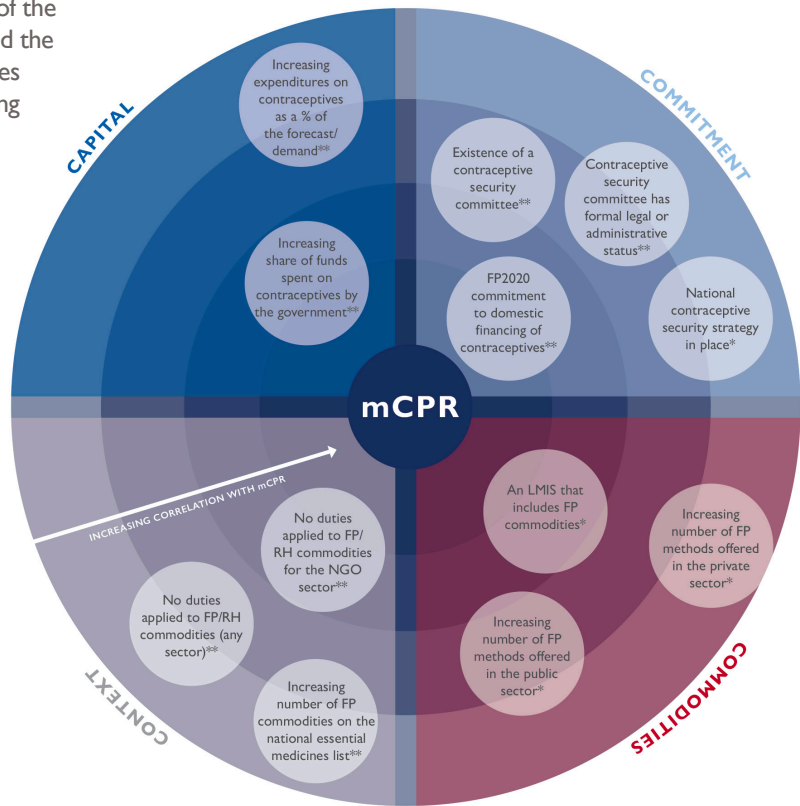 of the
d the
es
ng
CAPITAL
Increasing
expenditures on
contraceptives
as a % of
the forecast/
demand**
Increasing
share of funds
spent on
contraceptives by
the government**
COMMITMENT
Existence of a
contraceptive
security
committee**
Contraceptive
security
committee has
formal legal or
administrative
status**
FP2020
commitment
to domestic
financing of
contraceptives**
National
contraceptive
security strategy
in place*
mCPR
INCREASING CORRELATION WITH mCPR
No duties
applied to FP/
RH commodities
for the NGO
sector**
No duties
applied to FP/RH
commodities (any
sector)**
Increasing
number of FP
commodities on the
national essential
medicines list**
CONTEXT
An LMIS that
includes FP
commodities*
Increasing
number of FP
methods offered
in the private
sector*
Increasing
number of FP
methods offered
in the public
sector*
COMMODITIES